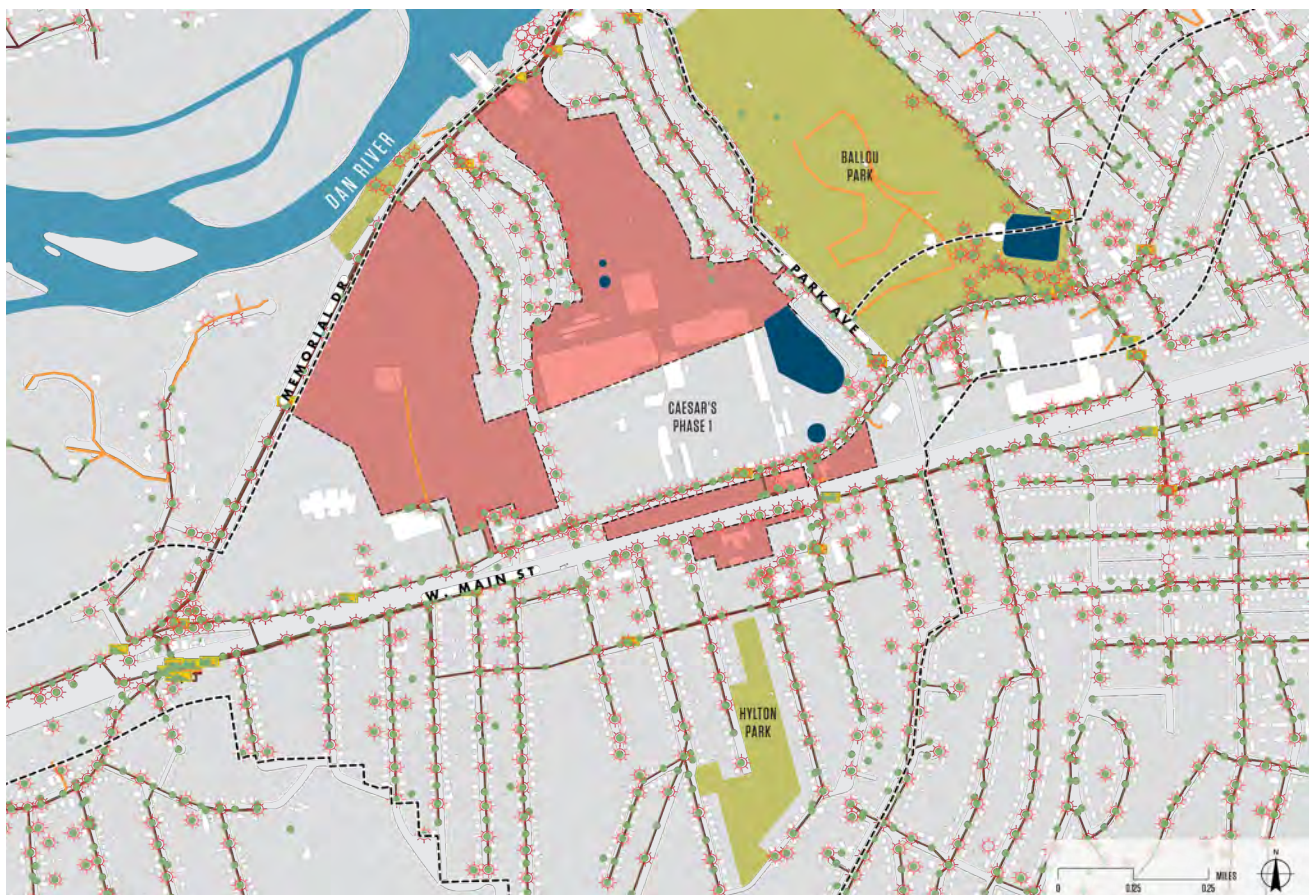 DAN RIVER
BALLOU
PARK
MEMORIAL DR
PARK AVE
CAESAR'S
PHASE 1
W. MAIN ST
HYLTON
PARK
N
MILES
0 0.125 0.25